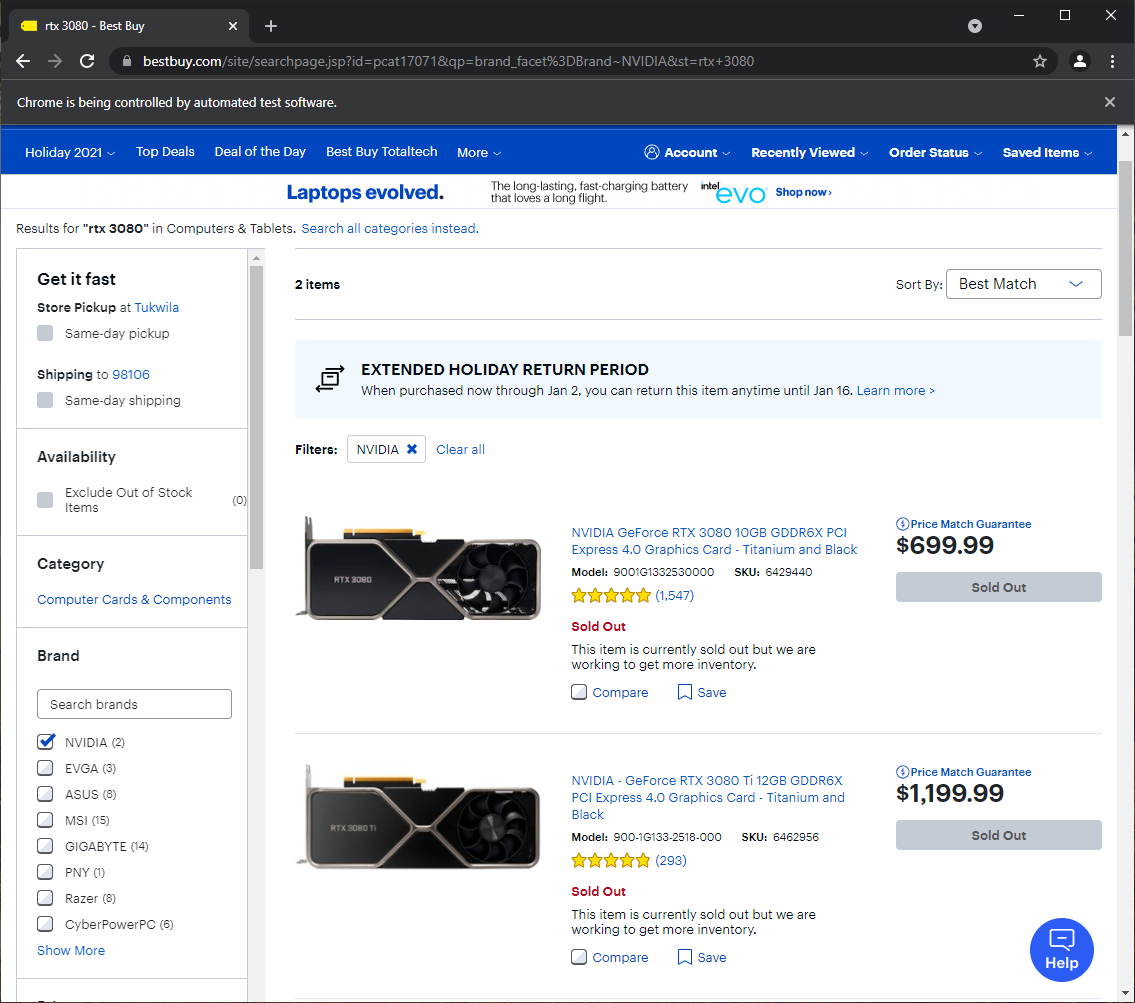 rtx 3080 - Best Buy
bestbuy.com/site/searchpage.jsp?id=pcat17071&qp=brand_facet%3DBrand~NVIDIA&st=rtx+3080
Chrome is being controlled by automated test software.
Holiday 2021 Top Deals Deal of the Day Best Buy Totaltech More Account Recently Viewed Order Status Saved Items
Laptops evolved.
The long-lasting, fast-charging battery
that loves a long flight.
intel evo
Shop now ›
Results for "rtx 3080" in Computers & Tablets. Search all categories instead.
Get it fast
Store Pickup at Tukwila
Same-day pickup
Shipping to 98106
Same-day shipping
Availability
Exclude Out of Stock
Items
(0)
Category
Computer Cards & Components
Brand
Search brands
NVIDIA (2)
EVGA (3)
ASUS (8)
MSI (15)
GIGABYTE (14)
PNY (1)
Razer (8)
CyberPowerPC (6)
Show More
2 items
Sort By: Best Match
EXTENDED HOLIDAY RETURN PERIOD
When purchased now through Jan 2, you can return this item anytime until Jan 16. Learn more >
Filters: NVIDIA Clear all
RTX 3080
NVIDIA GeForce RTX 3080 10GB GDDR6X PCI
Express 4.0 Graphics Card - Titanium and Black
Model: 9001G1332530000 SKU: 6429440
(1,547)
Sold Out
This item is currently sold out but we are
working to get more inventory.
Compare Save
Price Match Guarantee
$699.99
Sold Out
RTX 3080 Ti
NVIDIA - GeForce RTX 3080 Ti 12GB GDDR6X
PCI Express 4.0 Graphics Card - Titanium and
Black
Model: 900-1G133-2518-000 SKU: 6462956
(293)
Sold Out
This item is currently sold out but we are
working to get more inventory.
Compare Save
Price Match Guarantee
$1,199.99
Sold Out
Help